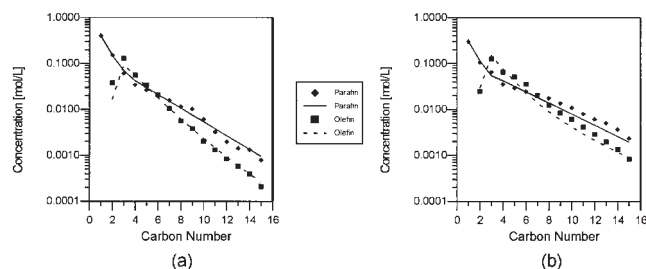 1.0000
0.1000
0.0100
0.0010
0.0001
Concentration [mol/L]
0 2 4 6 8 10 12 14 16
Carbon Number
(a)
Parafin
Parafin
Olefin
Olefin
1.0000
0.1000
0.0100
0.0010
0.0001
Concentration [mol/L]
0 2 4 6 8 10 12 14 16
Carbon Number
(b)